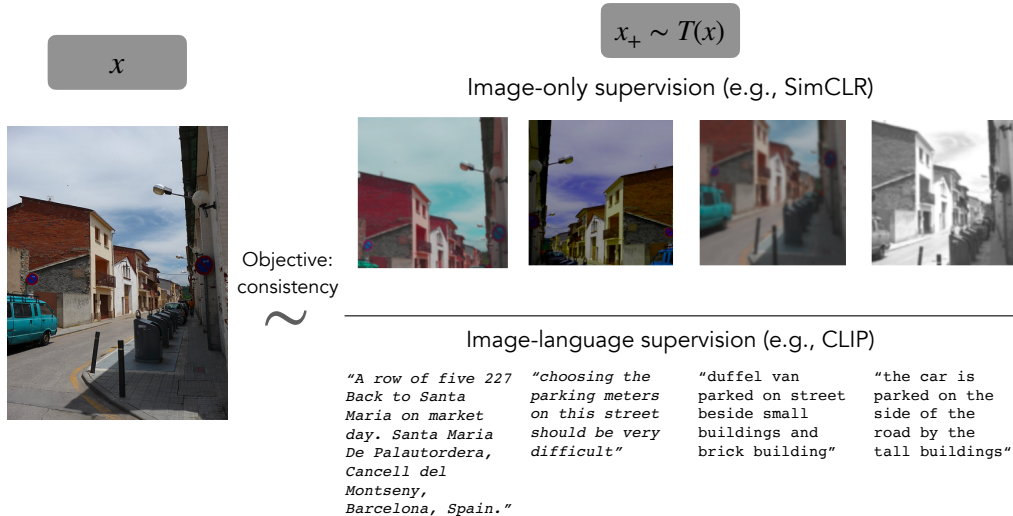 x
x₊ ∼ T(x)
Image-only supervision (e.g., SimCLR)
Objective:
consistency
∼
Image-language supervision (e.g., CLIP)
“A row of five 227
Back to Santa
Maria on market
day. Santa Maria
De Palautordera,
Cancell del
Montseny,
Barcelona, Spain.”
“choosing the
parking meters
on this street
should be very
difficult”
“duffel van
parked on street
beside small
buildings and
brick building”
“the car is
parked on the
side of the
road by the
tall buildings“